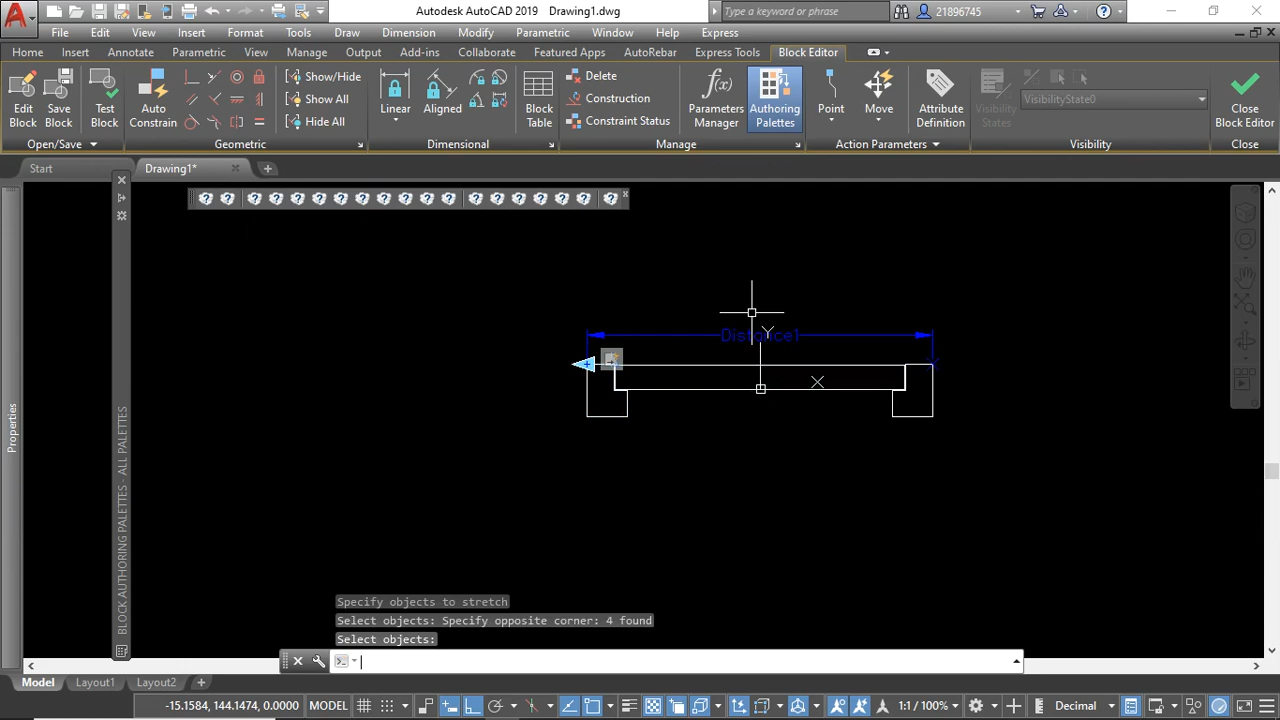 Autodesk AutoCAD 2019 Drawing1.dwg
Type a keyword or phrase
21896745
File Edit View Insert Format Tools Draw Dimension Modify Parametric Window Help Express
Home Insert Annotate Parametric View Manage Output Add-ins Collaborate Featured Apps AutoRebar Express Tools Block Editor
Edit Block
Save Block
Test Block
Auto Constrain
Show/Hide
Show All
Hide All
Linear
Aligned
Block Table
Delete
Construction
Constraint Status
Parameters Manager
Authoring Palettes
Point
Move
Attribute Definition
Visibility States
VisibilityState0
Close Block Editor
Open/Save Geometric Dimensional Manage Action Parameters Visibility Close
Start Drawing1*
Distance1
Y
X
Properties
BLOCK AUTHORING PALETTES - ALL PALETTES
Specify objects to stretch
Select objects: Specify opposite corner: 4 found
Select objects:
Model Layout1 Layout2 +
-15.1584, 144.1474, 0.0000 MODEL 1:1 / 100% Decimal